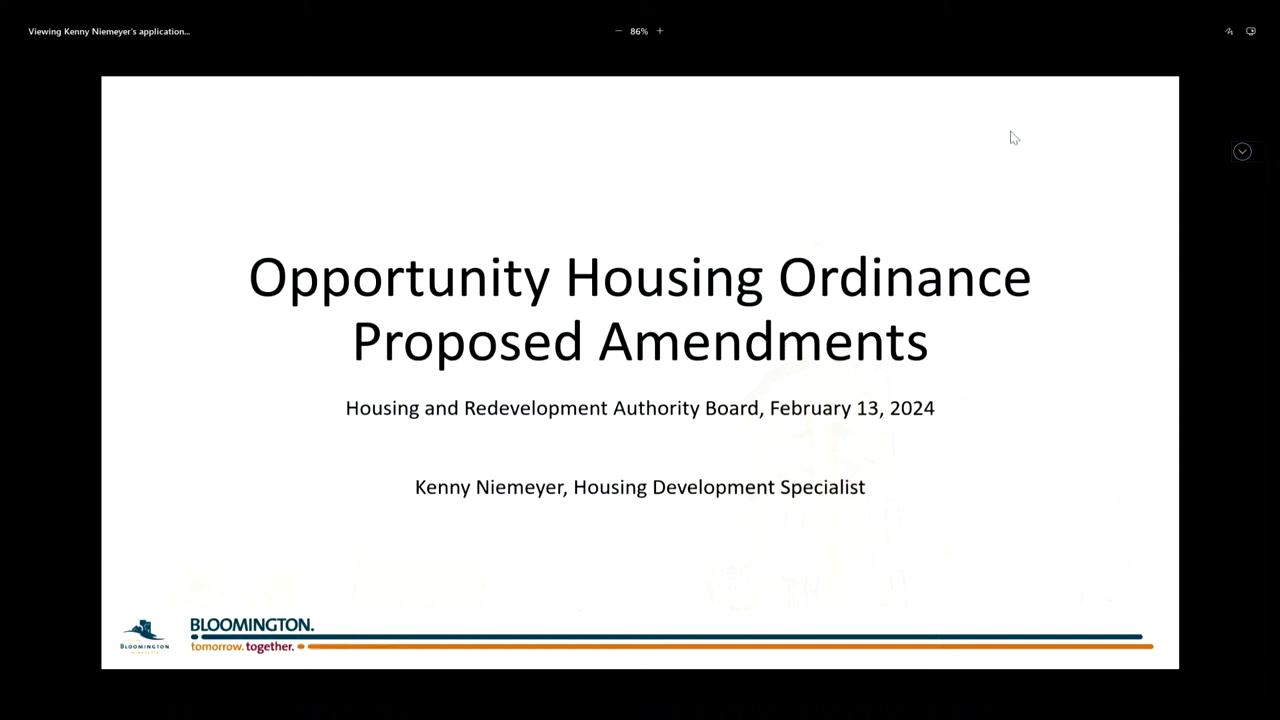 Viewing Kenny Niemeyer's application...
− 86% +
Opportunity Housing Ordinance
Proposed Amendments
Housing and Redevelopment Authority Board, February 13, 2024
Kenny Niemeyer, Housing Development Specialist
BLOOMINGTON
BLOOMINGTON.
tomorrow. together.